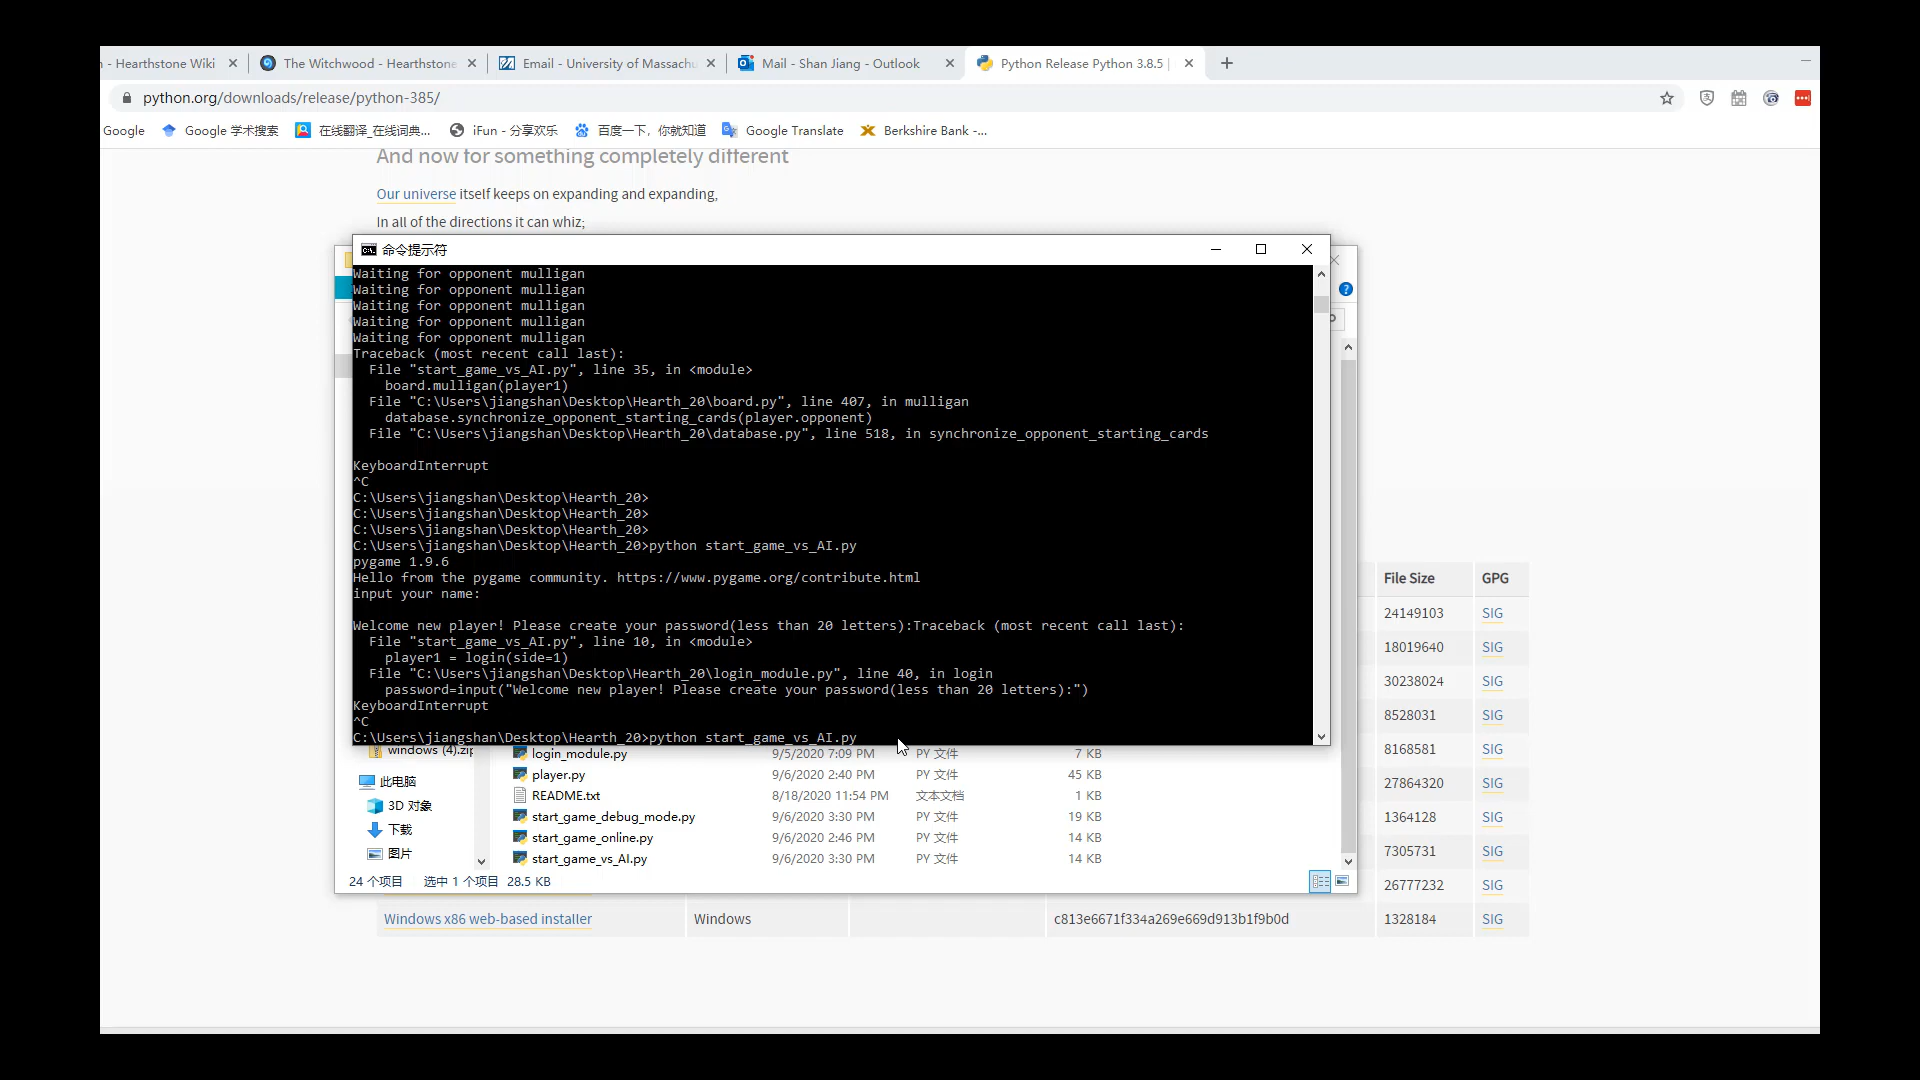 n - Hearthstone Wiki
The Witchwood - Hearthstone
Email - University of Massachu
Mail - Shan Jiang - Outlook
Python Release Python 3.8.5 |
python.org/downloads/release/python-385/
Google
Google 学术搜索
在线翻译_在线词典...
iFun - 分享欢乐
百度一下，你就知道
Google Translate
Berkshire Bank -...
And now for something completely different
Our universe itself keeps on expanding and expanding,
In all of the directions it can whiz;
命令提示符
Waiting for opponent mulligan
Waiting for opponent mulligan
Waiting for opponent mulligan
Waiting for opponent mulligan
Waiting for opponent mulligan
Traceback (most recent call last):
File "start_game_vs_AI.py", line 35, in <module>
board.mulligan(player1)
File "C:\Users\jiangshan\Desktop\Hearth_20\board.py", line 407, in mulligan
database.synchronize_opponent_starting_cards(player.opponent)
File "C:\Users\jiangshan\Desktop\Hearth_20\database.py", line 518, in synchronize_opponent_starting_cards
KeyboardInterrupt
^C
C:\Users\jiangshan\Desktop\Hearth_20>
C:\Users\jiangshan\Desktop\Hearth_20>
C:\Users\jiangshan\Desktop\Hearth_20>
C:\Users\jiangshan\Desktop\Hearth_20>python start_game_vs_AI.py
pygame 1.9.6
Hello from the pygame community. https://www.pygame.org/contribute.html
input your name:
Welcome new player! Please create your password(less than 20 letters):Traceback (most recent call last):
File "start_game_vs_AI.py", line 10, in <module>
player1 = login(side=1)
File "C:\Users\jiangshan\Desktop\Hearth_20\login_module.py", line 40, in login
password=input("Welcome new player! Please create your password(less than 20 letters):")
KeyboardInterrupt
^C
C:\Users\jiangshan\Desktop\Hearth_20>python start_game_vs_AI.py
windows (4).zip
此电脑
3D 对象
下载
图片
login_module.py 9/5/2020 7:09 PM PY 文件 7 KB
player.py 9/6/2020 2:40 PM PY 文件 45 KB
README.txt 8/18/2020 11:54 PM 文本文档 1 KB
start_game_debug_mode.py 9/6/2020 3:30 PM PY 文件 19 KB
start_game_online.py 9/6/2020 2:46 PM PY 文件 14 KB
start_game_vs_AI.py 9/6/2020 3:30 PM PY 文件 14 KB
24 个项目 选中 1 个项目 28.5 KB
File Size GPG
24149103 SIG
18019640 SIG
30238024 SIG
8528031 SIG
8168581 SIG
27864320 SIG
1364128 SIG
7305731 SIG
26777232 SIG
Windows x86 web-based installer Windows c813e6671f334a269e669d913b1f9b0d 1328184 SIG